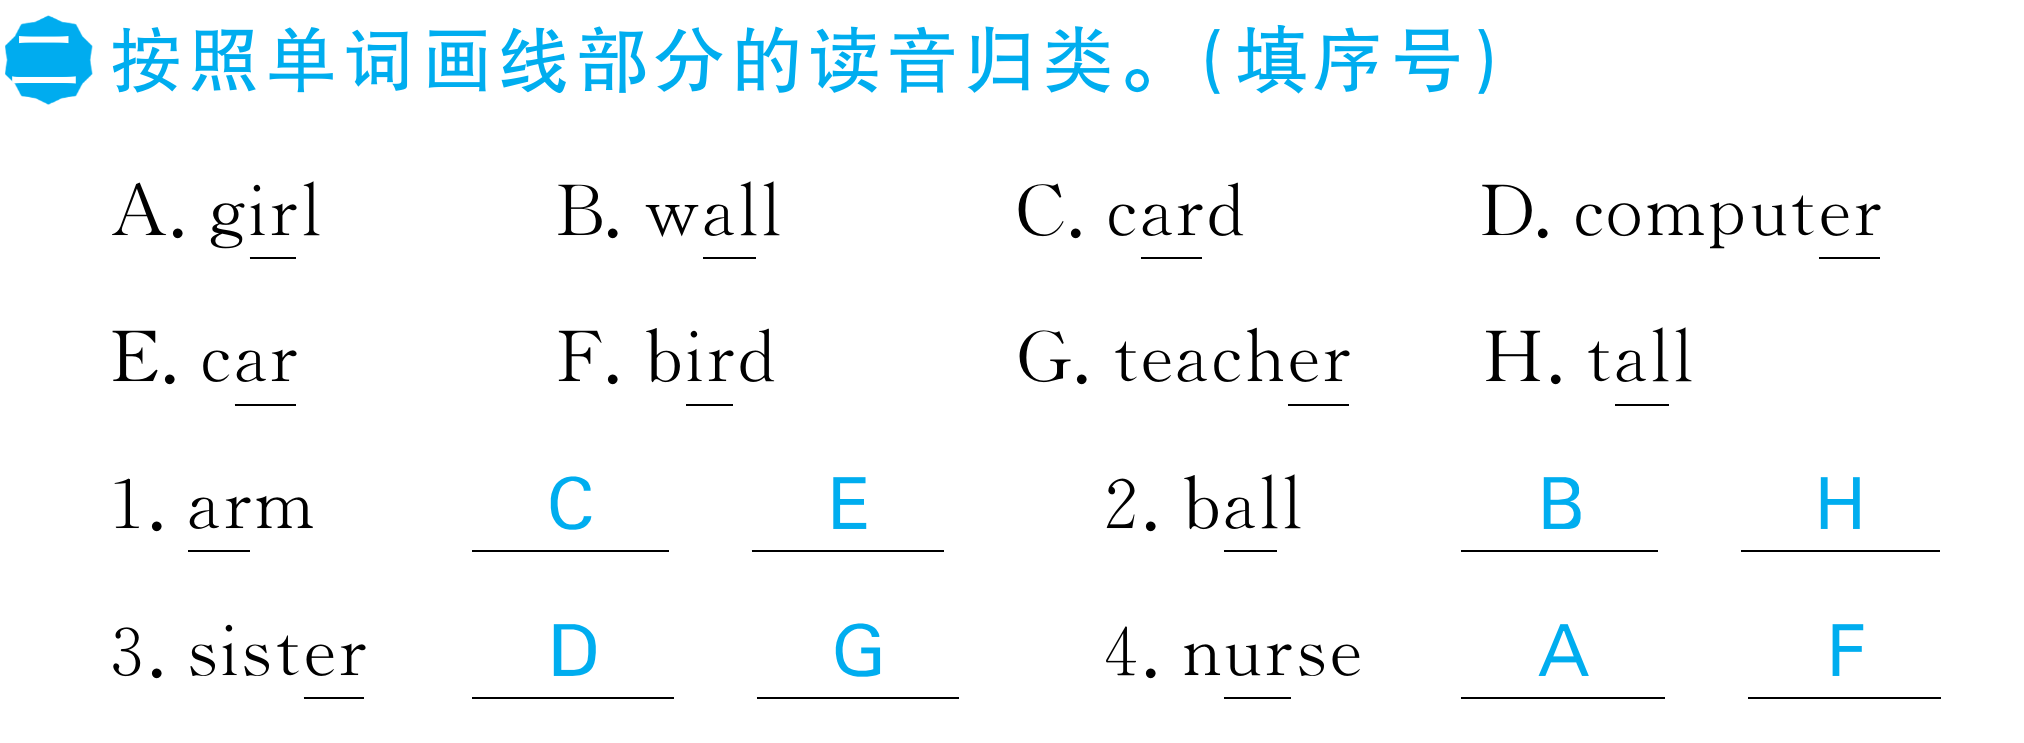 二 按照单词画线部分的读音归类。(填序号)
A. girl B. wall C. card D. computer
E. car F. bird G. teacher H. tall
1. arm C E 2. ball B H
3. sister D G 4. nurse A F